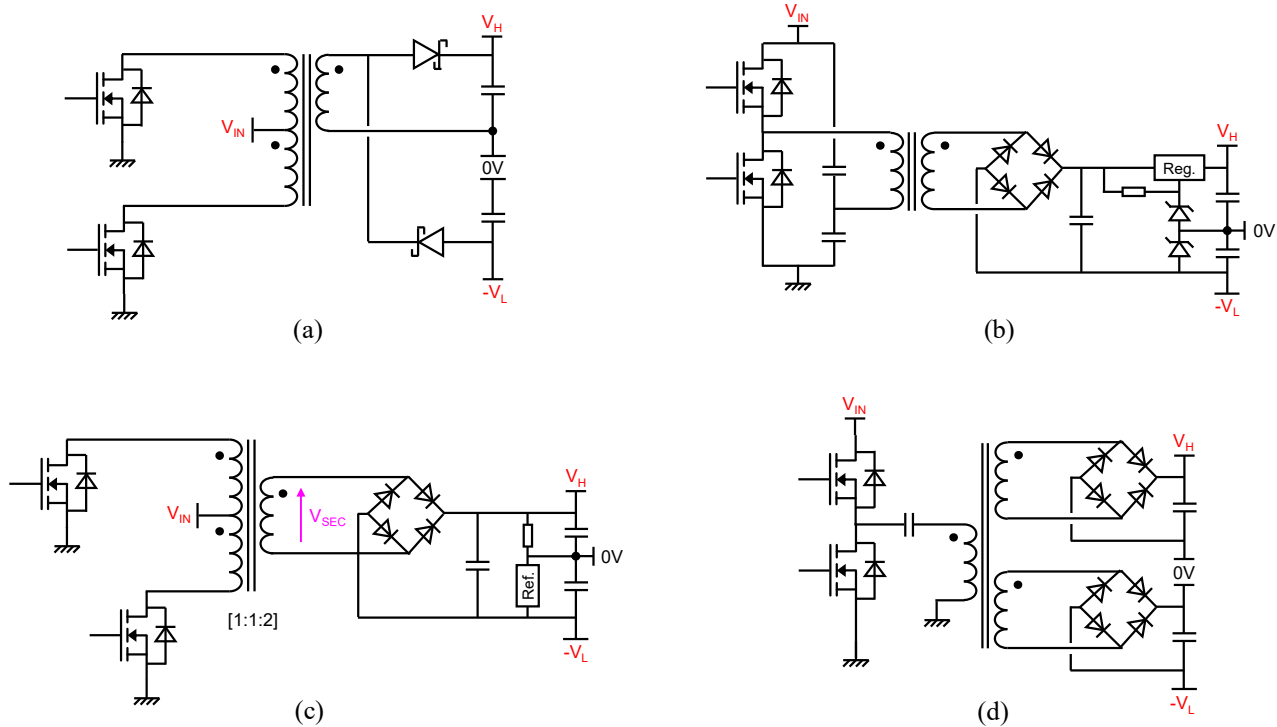 V_H
V_IN
0V
-V_L
(a)
V_IN
V_H
Reg.
0V
-V_L
(b)
V_IN
V_SEC
V_H
0V
Ref.
[1:1:2]
-V_L
(c)
V_IN
V_H
0V
-V_L
(d)